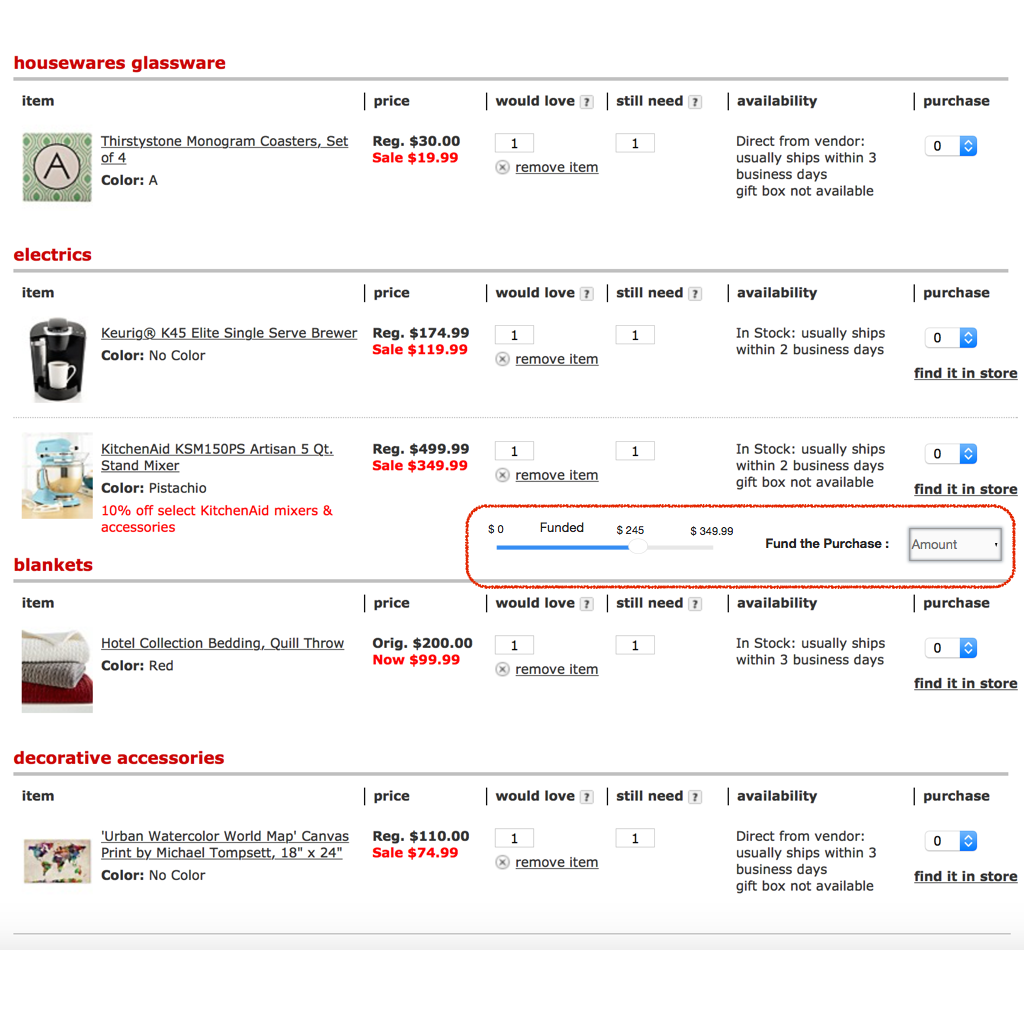 housewares glassware
item price would love ? still need ? availability purchase
Thirstystone Monogram Coasters, Set of 4
Color: A
A
Reg. $30.00
Sale $19.99
1
remove item
1
Direct from vendor:
usually ships within 3
business days
gift box not available
0
electrics
item price would love ? still need ? availability purchase
Keurig® K45 Elite Single Serve Brewer
Color: No Color
Reg. $174.99
Sale $119.99
1
remove item
1
In Stock: usually ships
within 2 business days
0
find it in store
KitchenAid KSM150PS Artisan 5 Qt.
Stand Mixer
Color: Pistachio
10% off select KitchenAid mixers &
accessories
Reg. $499.99
Sale $349.99
1
remove item
1
In Stock: usually ships
within 2 business days
gift box not available
0
find it in store
$ 0 Funded $ 245 $ 349.99
Fund the Purchase : Amount
blankets
item price would love ? still need ? availability purchase
Hotel Collection Bedding, Quill Throw
Color: Red
Orig. $200.00
Now $99.99
1
remove item
1
In Stock: usually ships
within 3 business days
0
find it in store
decorative accessories
item price would love ? still need ? availability purchase
'Urban Watercolor World Map' Canvas
Print by Michael Tompsett, 18" x 24"
Color: No Color
Reg. $110.00
Sale $74.99
1
remove item
1
Direct from vendor:
usually ships within 3
business days
gift box not available
0
find it in store